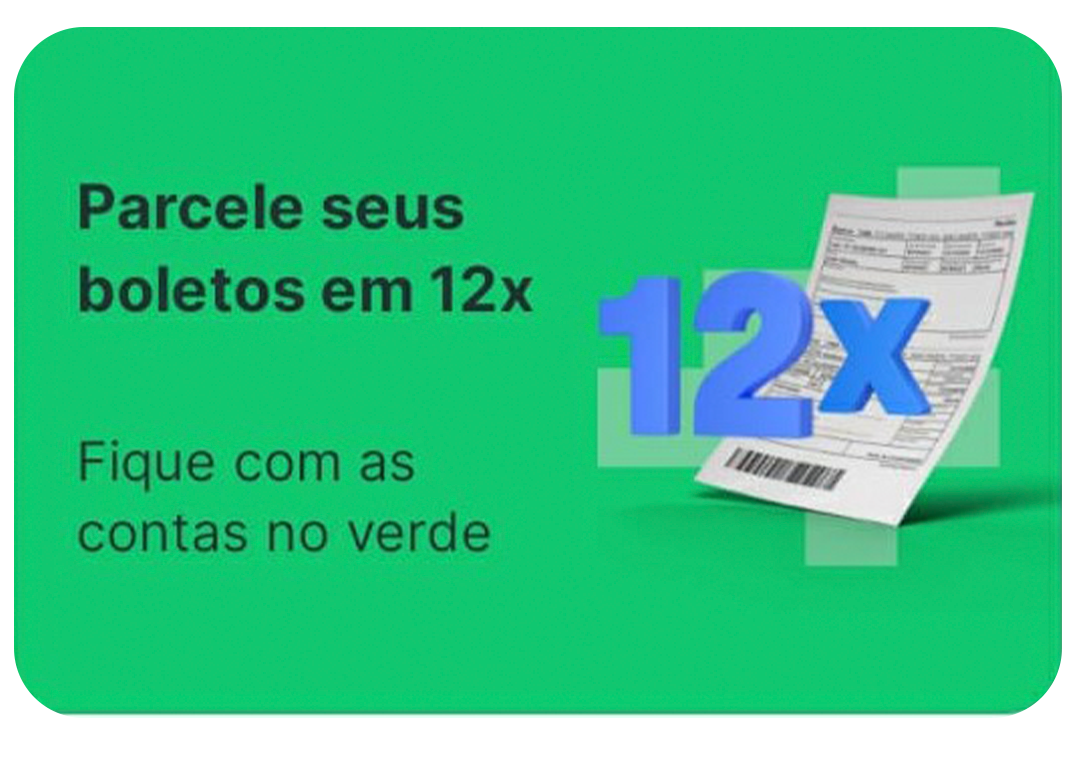 Parcele seus
boletos em 12x
Fique com as
contas no verde
12x